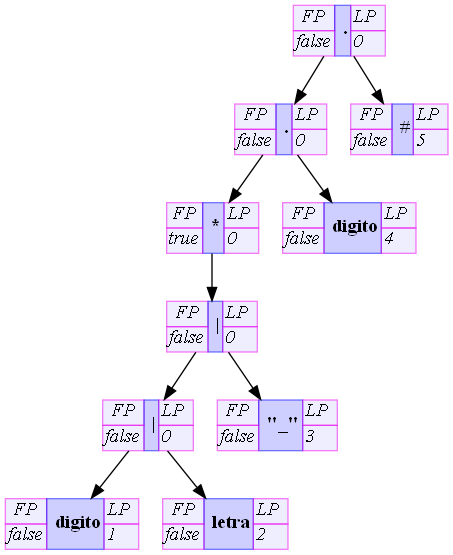 FP . LP
false 0
FP . LP
false 0
FP # LP
false 5
FP * LP
true 0
FP digito LP
false 4
FP | LP
false 0
FP | LP
false 0
FP "_" LP
false 3
FP digito LP
false 1
FP letra LP
false 2